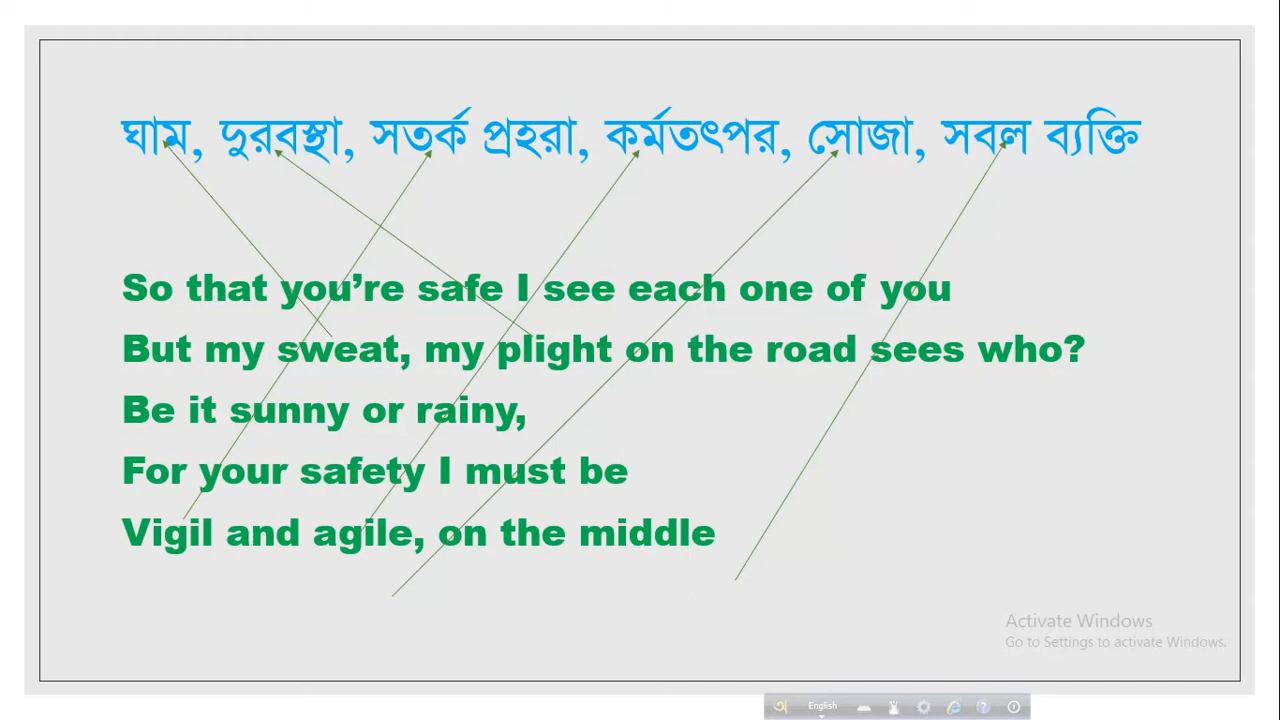 ঘাম, দুরবস্থা, সতর্ক প্রহরা, কর্মতৎপর, সোজা, সবল ব্যক্তি
So that you’re safe I see each one of you
But my sweat, my plight on the road sees who?
Be it sunny or rainy,
For your safety I must be
Vigil and agile, on the middle
Activate Windows
Go to Settings to activate Windows.
অ English